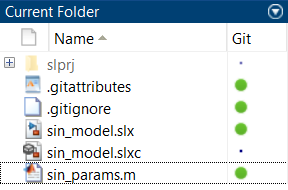 Current Folder
Name Git
slprj
.gitattributes
.gitignore
sin_model.slx
sin_model.slxc
sin_params.m